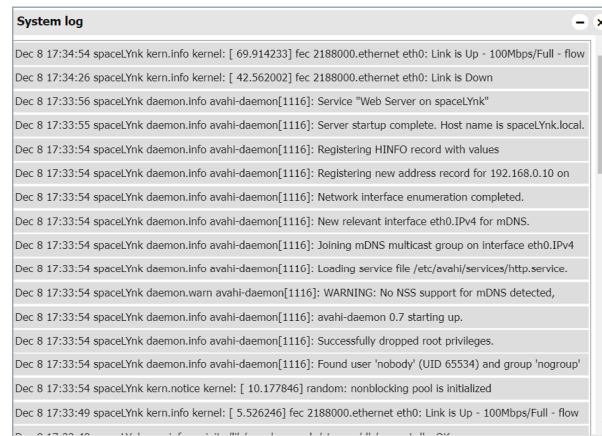 System log
Dec 8 17:34:54 spaceLYnk kern.info kernel: [ 69.914233] fec 2188000.ethernet eth0: Link is Up - 100Mbps/Full - flow
Dec 8 17:34:26 spaceLYnk kern.info kernel: [ 42.562002] fec 2188000.ethernet eth0: Link is Down
Dec 8 17:33:56 spaceLYnk daemon.info avahi-daemon[1116]: Service "Web Server on spaceLYnk"
Dec 8 17:33:55 spaceLYnk daemon.info avahi-daemon[1116]: Server startup complete. Host name is spaceLYnk.local.
Dec 8 17:33:54 spaceLYnk daemon.info avahi-daemon[1116]: Registering HINFO record with values
Dec 8 17:33:54 spaceLYnk daemon.info avahi-daemon[1116]: Registering new address record for 192.168.0.10 on
Dec 8 17:33:54 spaceLYnk daemon.info avahi-daemon[1116]: Network interface enumeration completed.
Dec 8 17:33:54 spaceLYnk daemon.info avahi-daemon[1116]: New relevant interface eth0.IPv4 for mDNS.
Dec 8 17:33:54 spaceLYnk daemon.info avahi-daemon[1116]: Joining mDNS multicast group on interface eth0.IPv4
Dec 8 17:33:54 spaceLYnk daemon.info avahi-daemon[1116]: Loading service file /etc/avahi/services/http.service.
Dec 8 17:33:54 spaceLYnk daemon.warn avahi-daemon[1116]: WARNING: No NSS support for mDNS detected,
Dec 8 17:33:54 spaceLYnk daemon.info avahi-daemon[1116]: avahi-daemon 0.7 starting up.
Dec 8 17:33:54 spaceLYnk daemon.info avahi-daemon[1116]: Successfully dropped root privileges.
Dec 8 17:33:54 spaceLYnk daemon.info avahi-daemon[1116]: Found user 'nobody' (UID 65534) and group 'nogroup'
Dec 8 17:33:54 spaceLYnk kern.notice kernel: [ 10.177846] random: nonblocking pool is initialized
Dec 8 17:33:49 spaceLYnk kern.info kernel: [ 5.526246] fec 2188000.ethernet eth0: Link is Up - 100Mbps/Full - flow